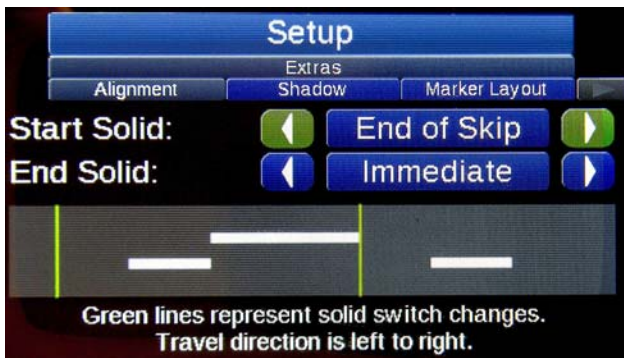 Setup
Extras
Alignment Shadow Marker Layout
Start Solid: End of Skip
End Solid: Immediate
Green lines represent solid switch changes.
Travel direction is left to right.